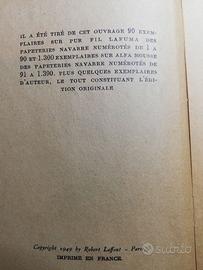 IL A ÉTÉ TIRÉ DE CET OUVRAGE 90 EXEM-
PLAIRES SUR PUR FIL LAFUMA DES
PAPETERIES NAVARRE NUMÉROTÉS DE 1 A
90 ET 1.300 EXEMPLAIRES SUR ALFA MOUSSE
DES PAPETERIES NAVARRE NUMÉROTÉS DE
91 A 1.390. PLUS QUELQUES EXEMPLAIRES
D'AUTEUR, LE TOUT CONSTITUANT L'ÉDI-
TION ORIGINALE
Copyright 1949 by Robert Laffont — Paris
IMPRIMÉ EN FRANCE
subito